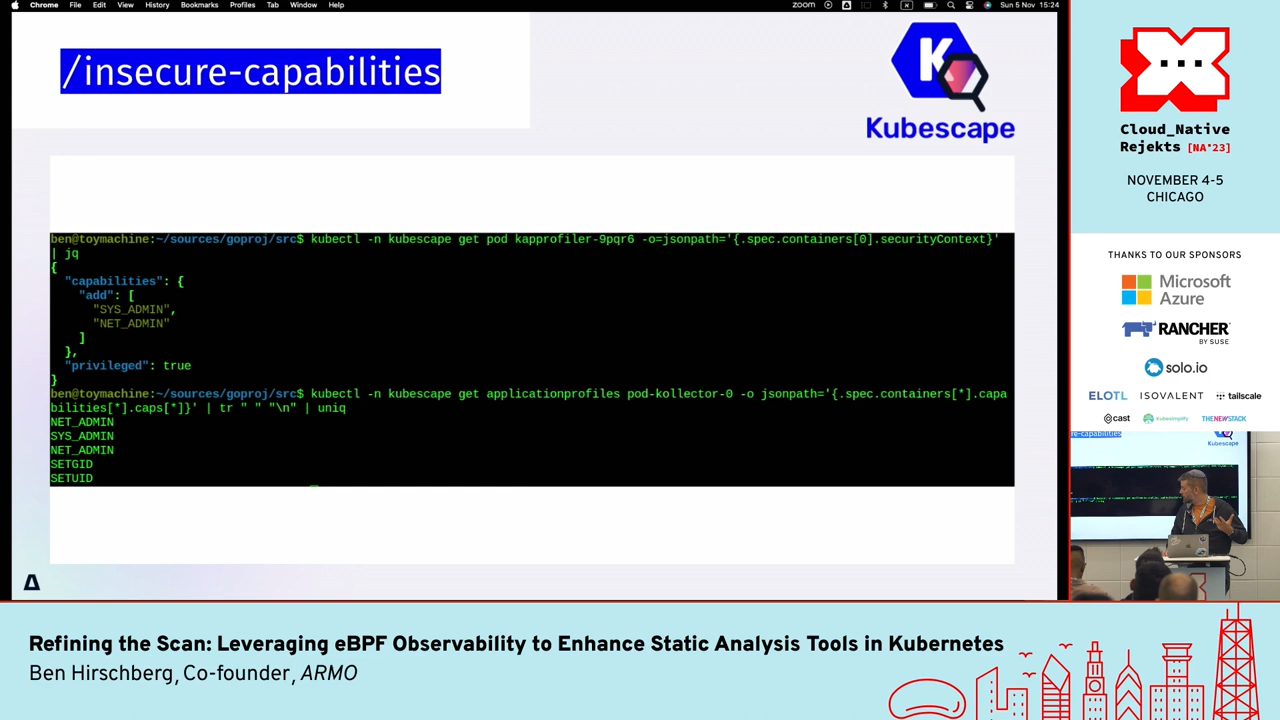 Chrome File Edit View History Bookmarks Profiles Tab Window Help
zoom
Sun 5 Nov 15:24
/insecure-capabilities
Kubescape
ben@toymachine:~/sources/goproj/src$ kubectl -n kubescape get pod kapprofiler-9pqr6 -o=jsonpath='{.spec.containers[0].securityContext}'
| jq
{
"capabilities": {
"add": [
"SYS_ADMIN",
"NET_ADMIN"
]
},
"privileged": true
}
ben@toymachine:~/sources/goproj/src$ kubectl -n kubescape get applicationprofiles pod-kollector-0 -o jsonpath='{.spec.containers[*].capa
bilities[*].caps[*]}' | tr " " "\n" | uniq
NET_ADMIN
SYS_ADMIN
NET_ADMIN
SETGID
SETUID
Cloud_Native
Rejekts [NA'23]
NOVEMBER 4-5
CHICAGO
THANKS TO OUR SPONSORS
Microsoft
Azure
RANCHER
BY SUSE
solo.io
ELOTL ISOVALENT tailscale
cast Kubesimplify THENEWSTACK
re-capabilities
Kubescape
Refining the Scan: Leveraging eBPF Observability to Enhance Static Analysis Tools in Kubernetes
Ben Hirschberg, Co-founder, ARMO